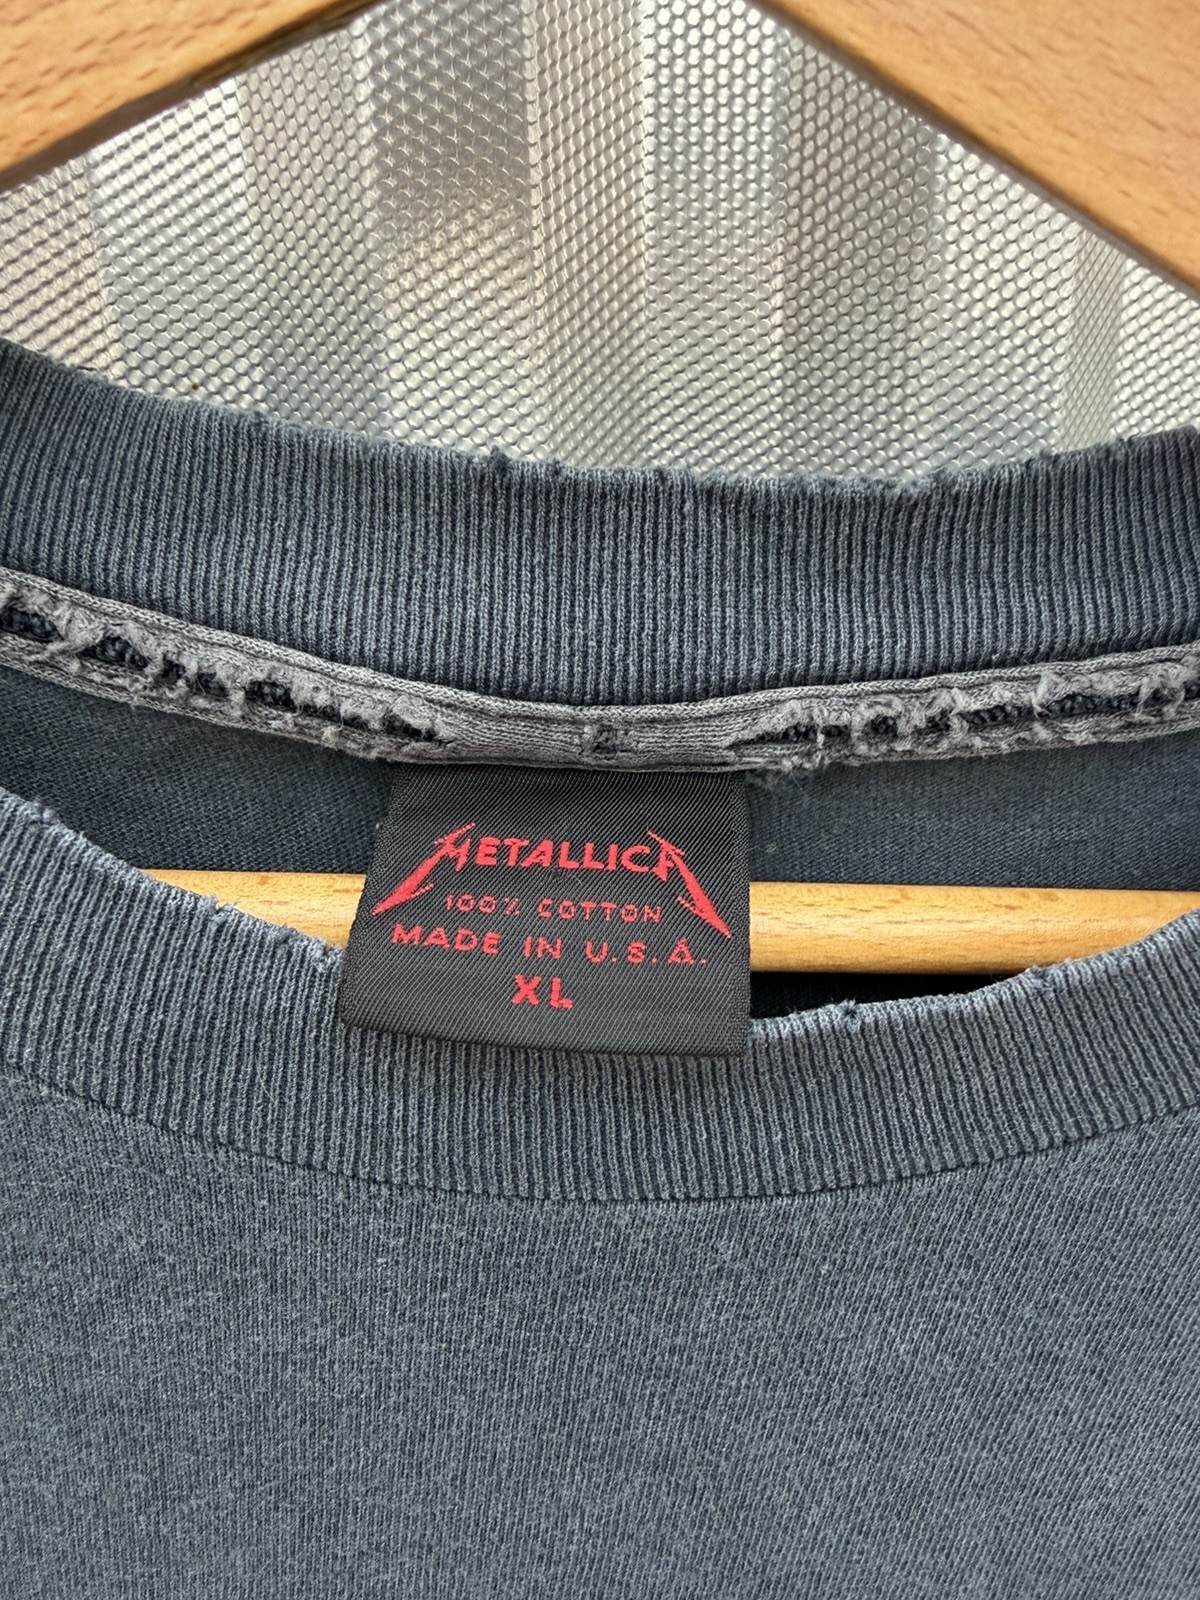 METALLICA
100% COTTON
MADE IN U.S.A.
XL